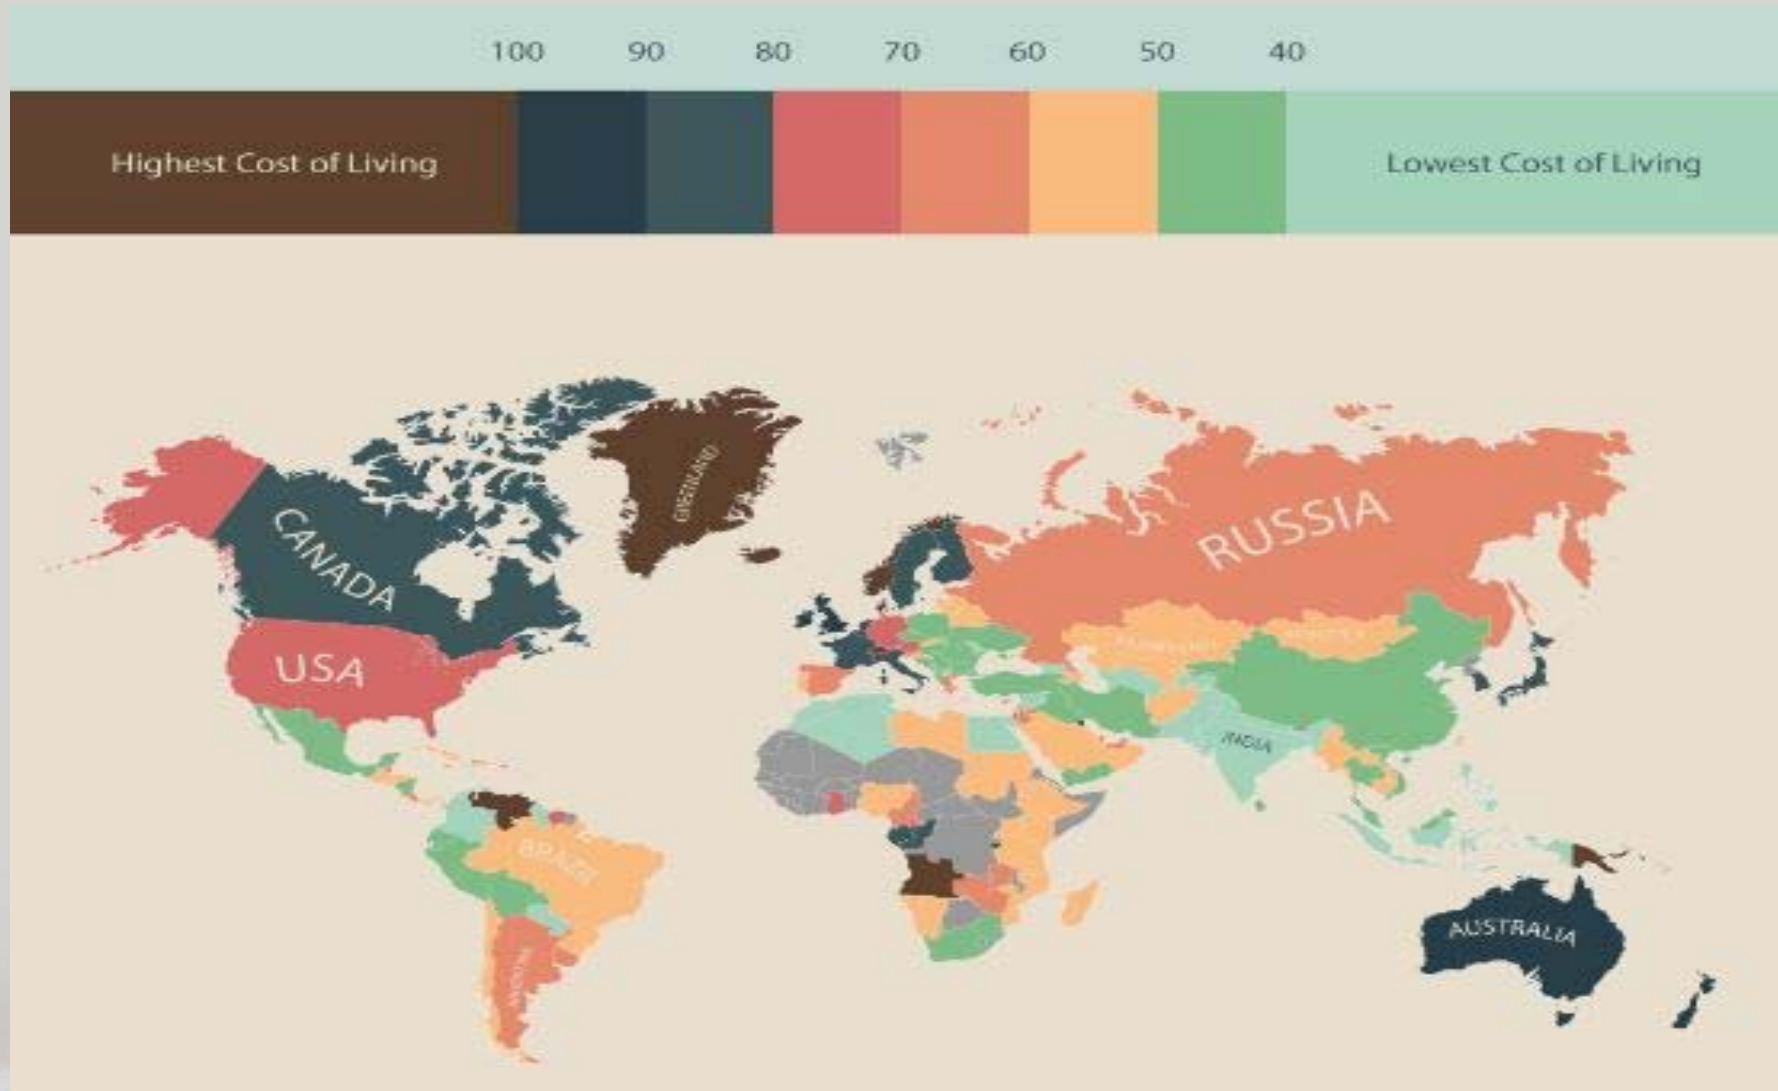 100 90 80 70 60 50 40
Highest Cost of Living
Lowest Cost of Living
GREENLAND
CANADA
RUSSIA
USA
INDIA
BRAZIL
AUSTRALIA